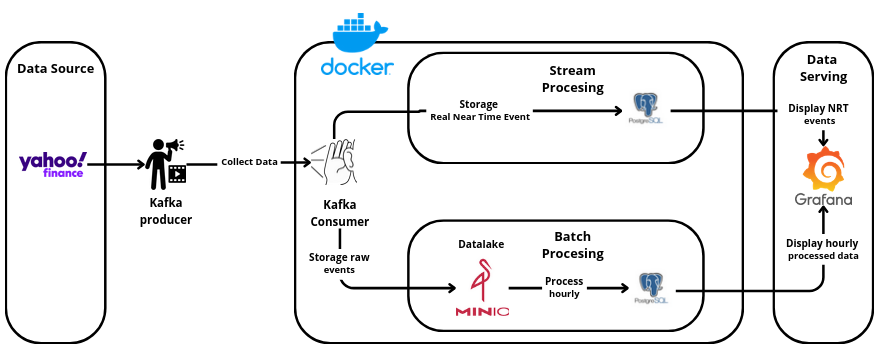 Data Source
yahoo!
finance
Kafka
producer
Collect Data
docker
Kafka
Consumer
Storage raw
events
Stream
Procesing
Storage
Real Near Time Event
PostgreSQL
Batch
Procesing
Datalake
MINIO
Process
hourly
PostgreSQL
Data
Serving
Display NRT
events
Grafana
Display hourly
processed data